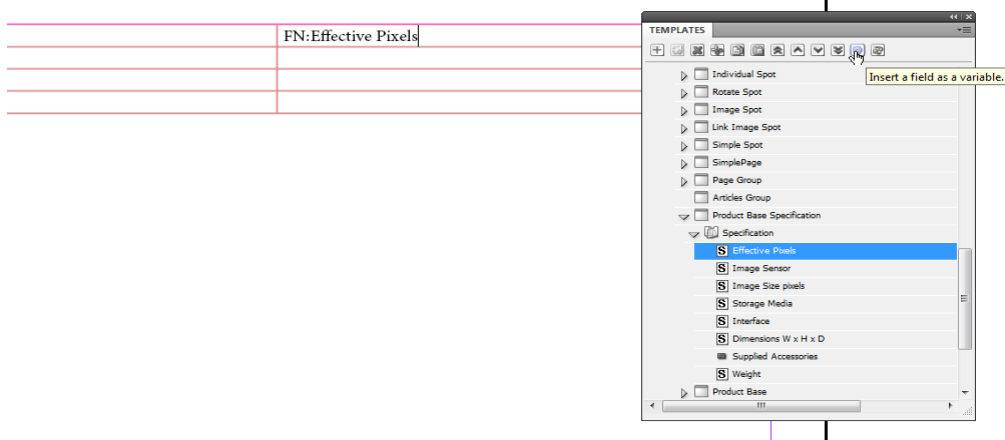 FN:Effective Pixels
TEMPLATES
Insert a field as a variable.
Individual Spot
Rotate Spot
Image Spot
Link Image Spot
Simple Spot
SimplePage
Page Group
Articles Group
Product Base Specification
Specification
S Effective Pixels
S Image Sensor
S Image Size pixels
S Storage Media
S Interface
S Dimensions W x H x D
Supplied Accessories
S Weight
Product Base